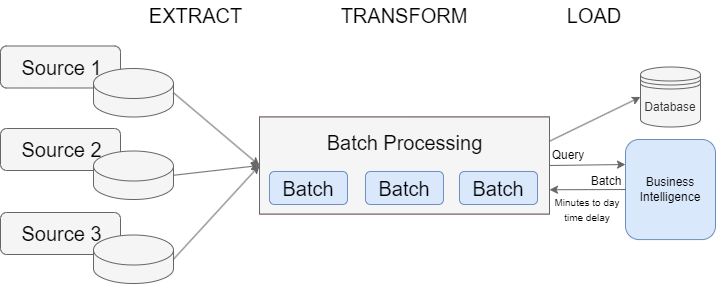 EXTRACT
TRANSFORM
LOAD
Source 1
Source 2
Source 3
Batch Processing
Batch
Batch
Batch
Database
Query
Batch
Minutes to day
time delay
Business
Intelligence